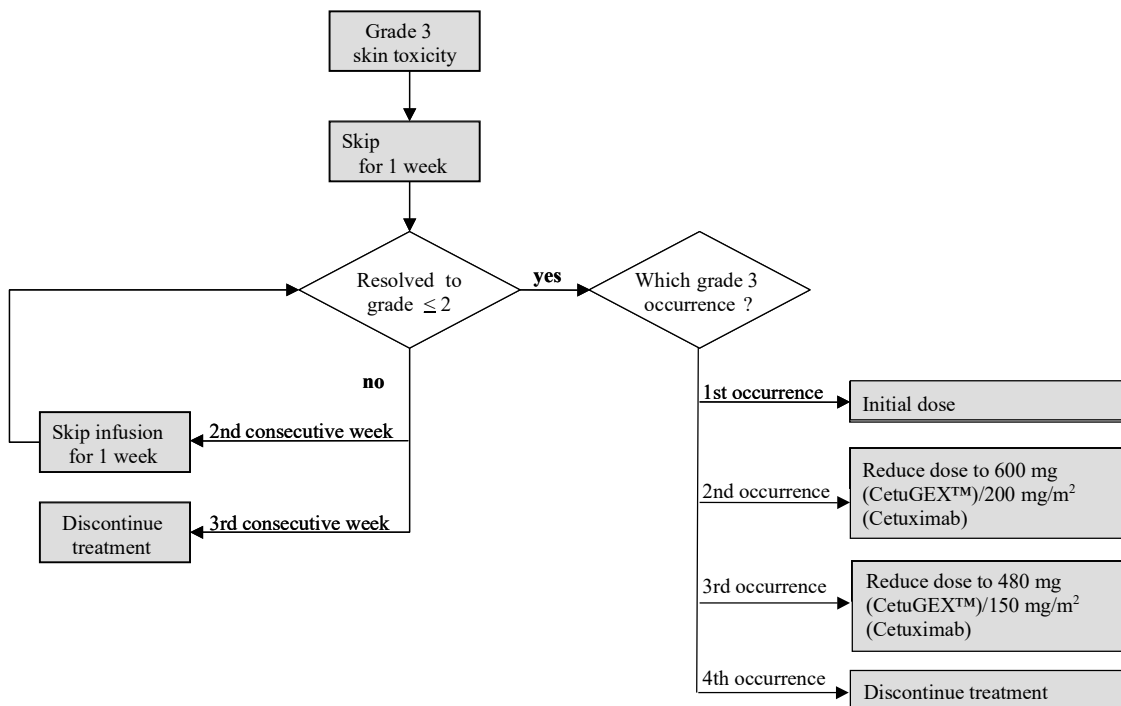 Grade 3
skin toxicity
Skip
for 1 week
Resolved to
grade ≤ 2
yes
Which grade 3
occurrence ?
no
2nd consecutive week
Skip infusion
for 1 week
3rd consecutive week
Discontinue
treatment
1st occurrence
Initial dose
2nd occurrence
Reduce dose to 600 mg
(CetuGEX™)/200 mg/m²
(Cetuximab)
3rd occurrence
Reduce dose to 480 mg
(CetuGEX™)/150 mg/m²
(Cetuximab)
4th occurrence
Discontinue treatment